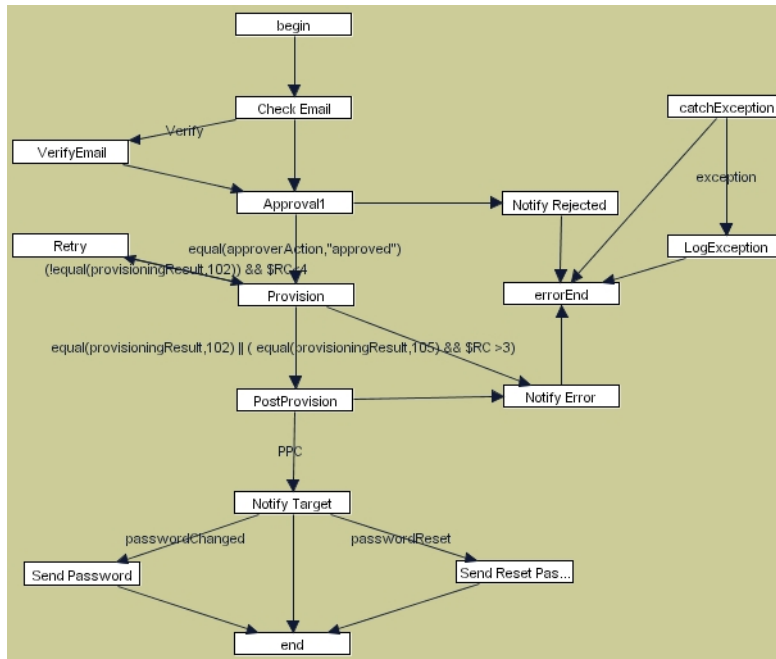 begin
Check Email
catchException
Verify
VerifyEmail
exception
Approval1
Notify Rejected
Retry
equal(approverAction,"approved")
LogException
(!equal(provisioningResult,102)) && $RC<4
Provision
errorEnd
equal(provisioningResult,102) || ( equal(provisioningResult,105) && $RC >3)
PostProvision
Notify Error
PPC
Notify Target
passwordChanged
passwordReset
Send Password
Send Reset Pas...
end